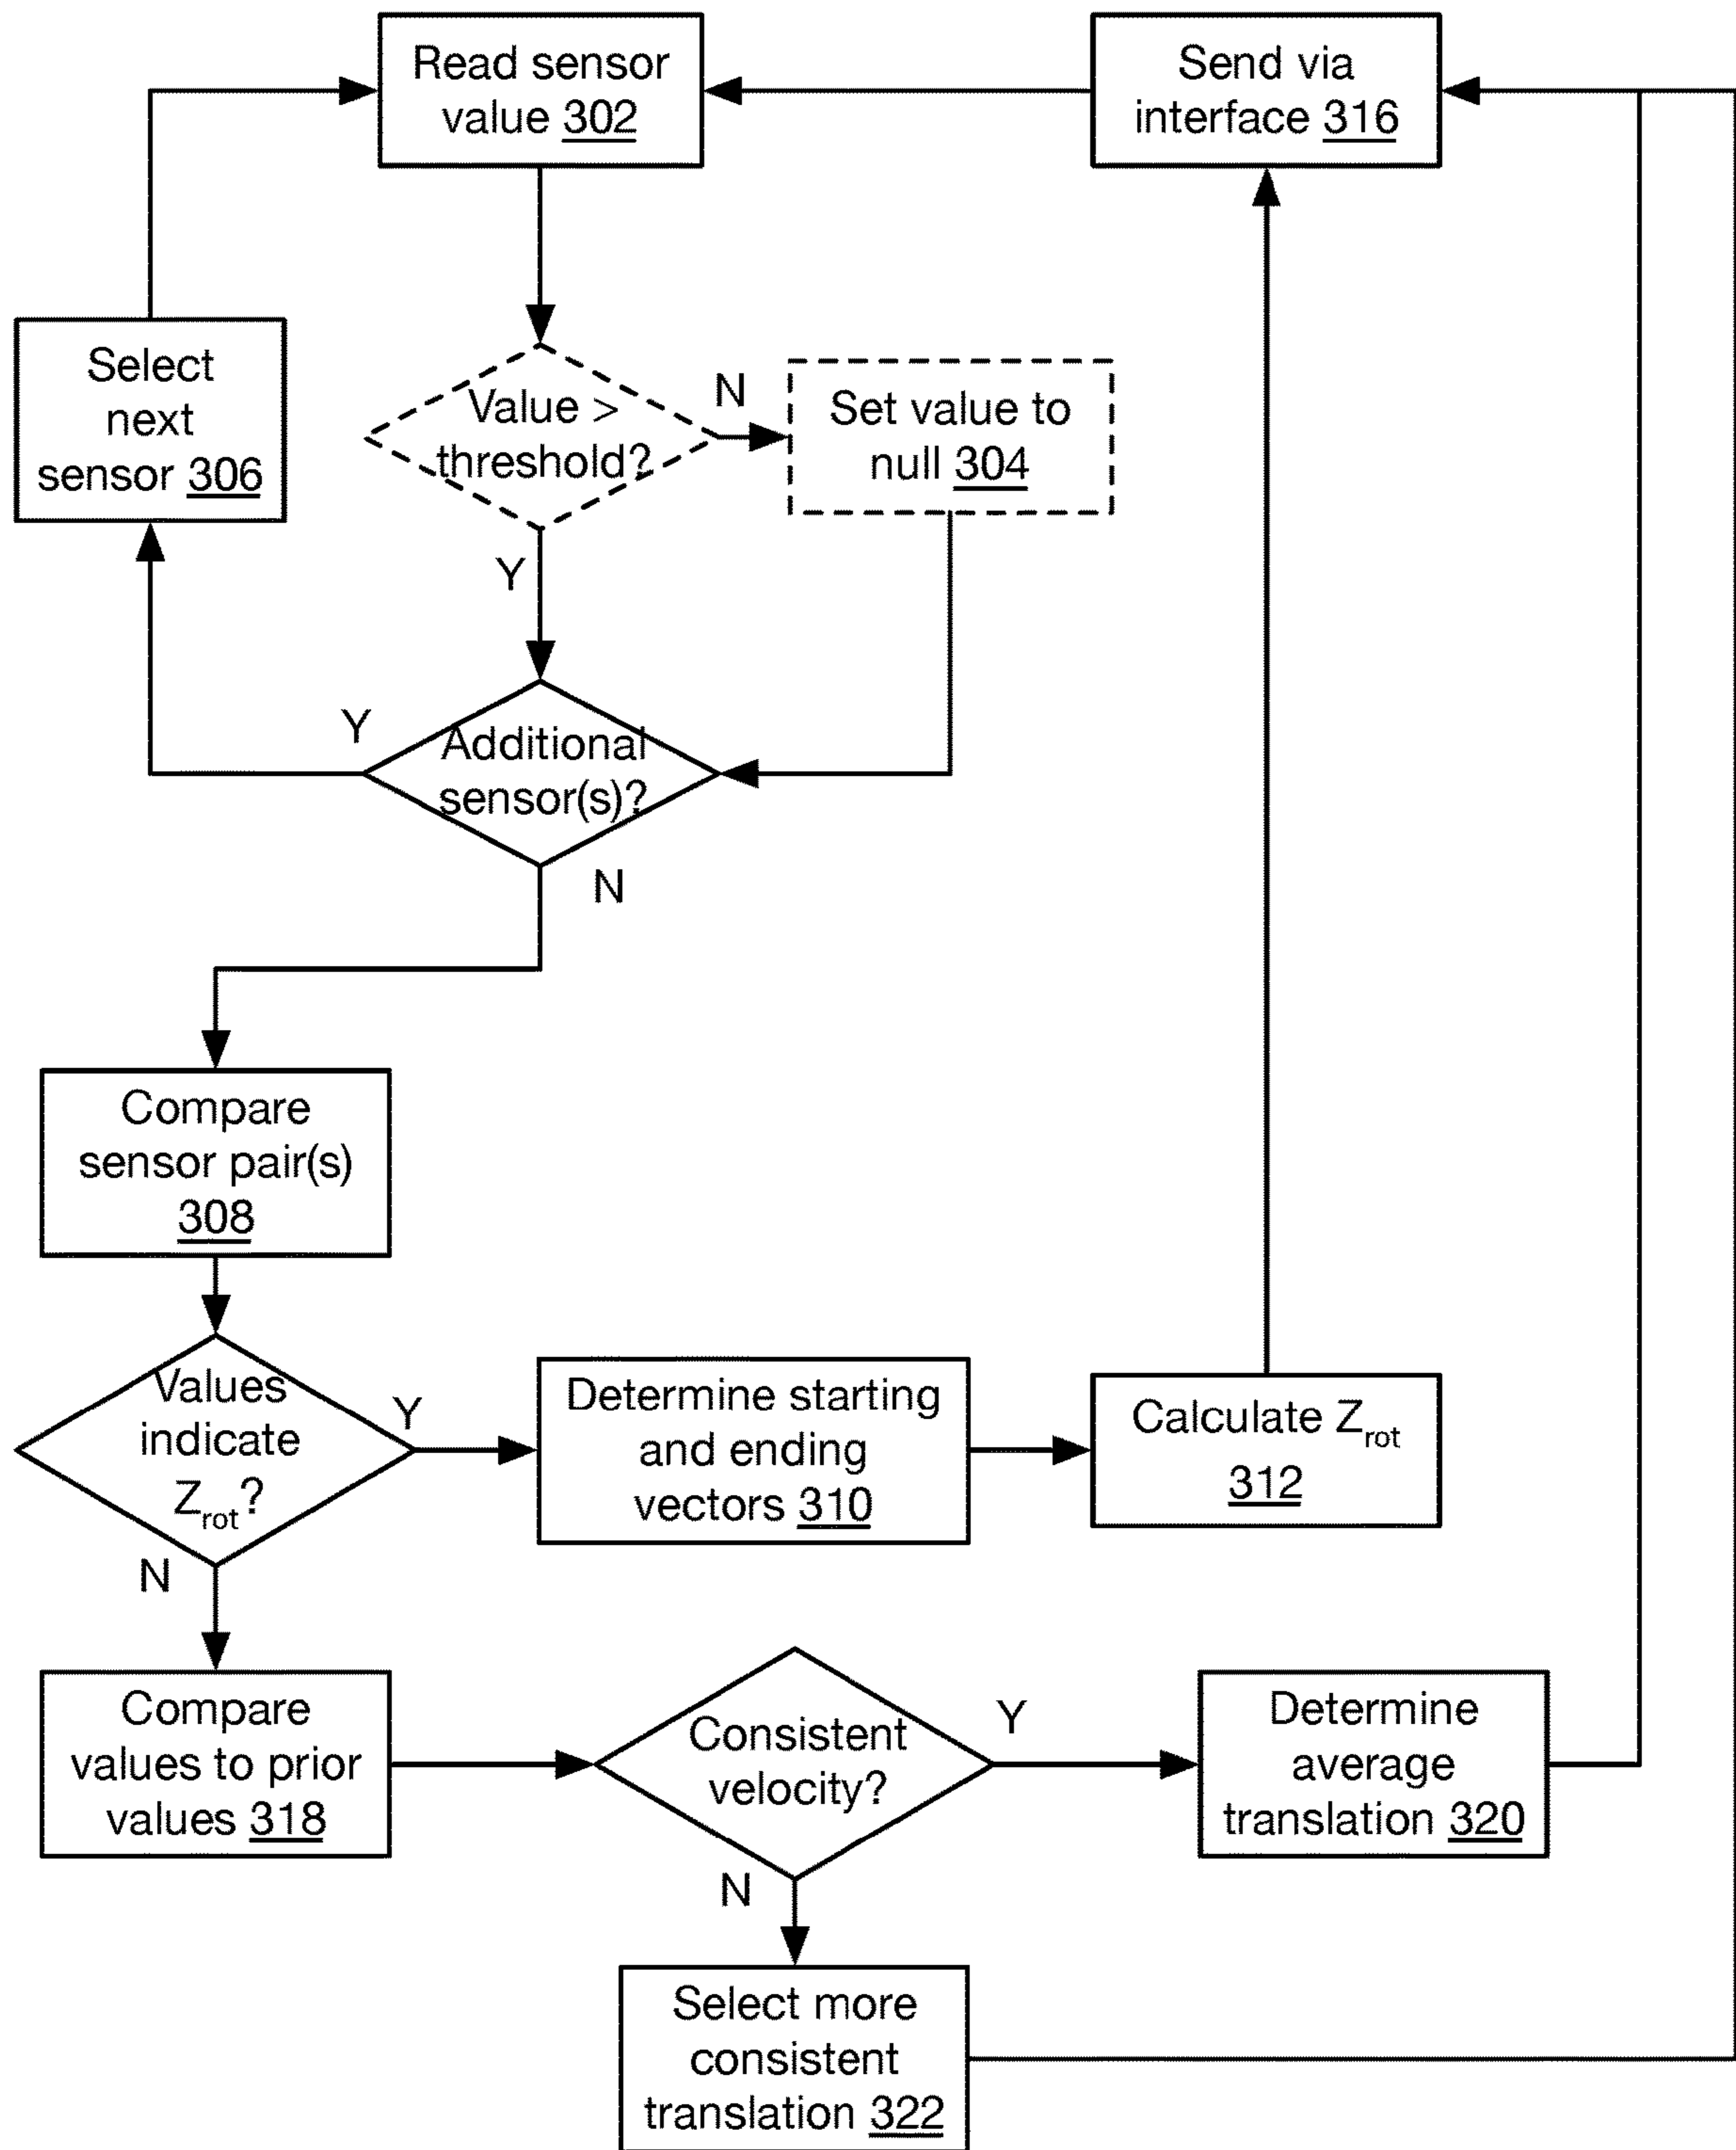 Read sensor
value 302
Send via
interface 316
Select
next
sensor 306
Value >
threshold?
N
Set value to
null 304
Y
Y
Additional
sensor(s)?
N
Compare
sensor pair(s)
308
Values
indicate
Zrot?
Y
Determine starting
and ending
vectors 310
Calculate Zrot
312
N
Compare
values to prior
values 318
Consistent
velocity?
Y
Determine
average
translation 320
N
Select more
consistent
translation 322